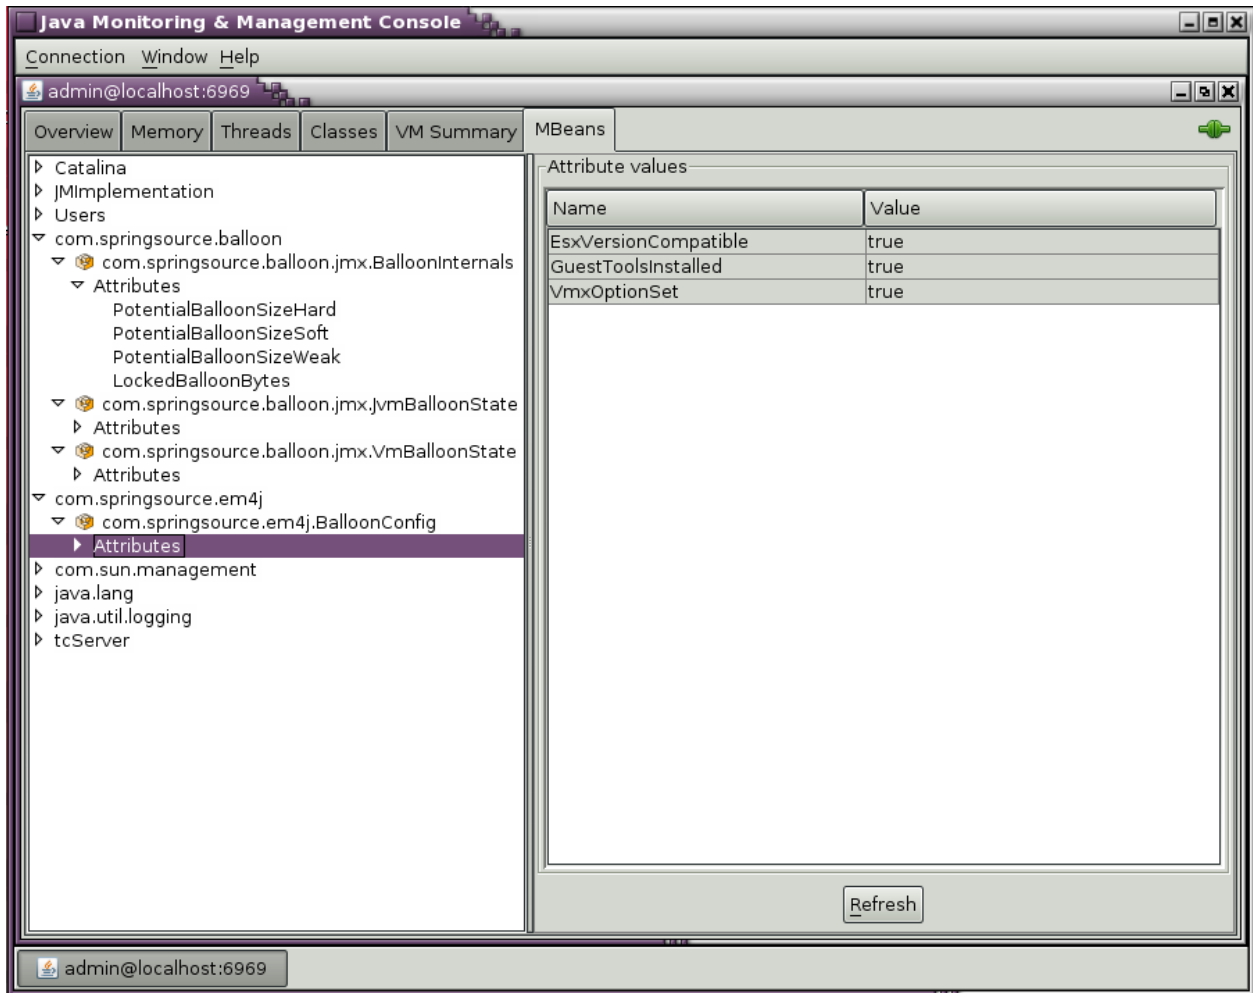 Java Monitoring & Management Console
Connection Window Help
admin@localhost:6969
Overview Memory Threads Classes VM Summary MBeans
Catalina
JMImplementation
Users
com.springsource.balloon
com.springsource.balloon.jmx.BalloonInternals
Attributes
PotentialBalloonSizeHard
PotentialBalloonSizeSoft
PotentialBalloonSizeWeak
LockedBalloonBytes
com.springsource.balloon.jmx.JvmBalloonState
Attributes
com.springsource.balloon.jmx.VmBalloonState
Attributes
com.springsource.em4j
com.springsource.em4j.BalloonConfig
Attributes
com.sun.management
java.lang
java.util.logging
tcServer
Attribute values
Name Value
EsxVersionCompatible true
GuestToolsInstalled true
VmxOptionSet true
Refresh
admin@localhost:6969